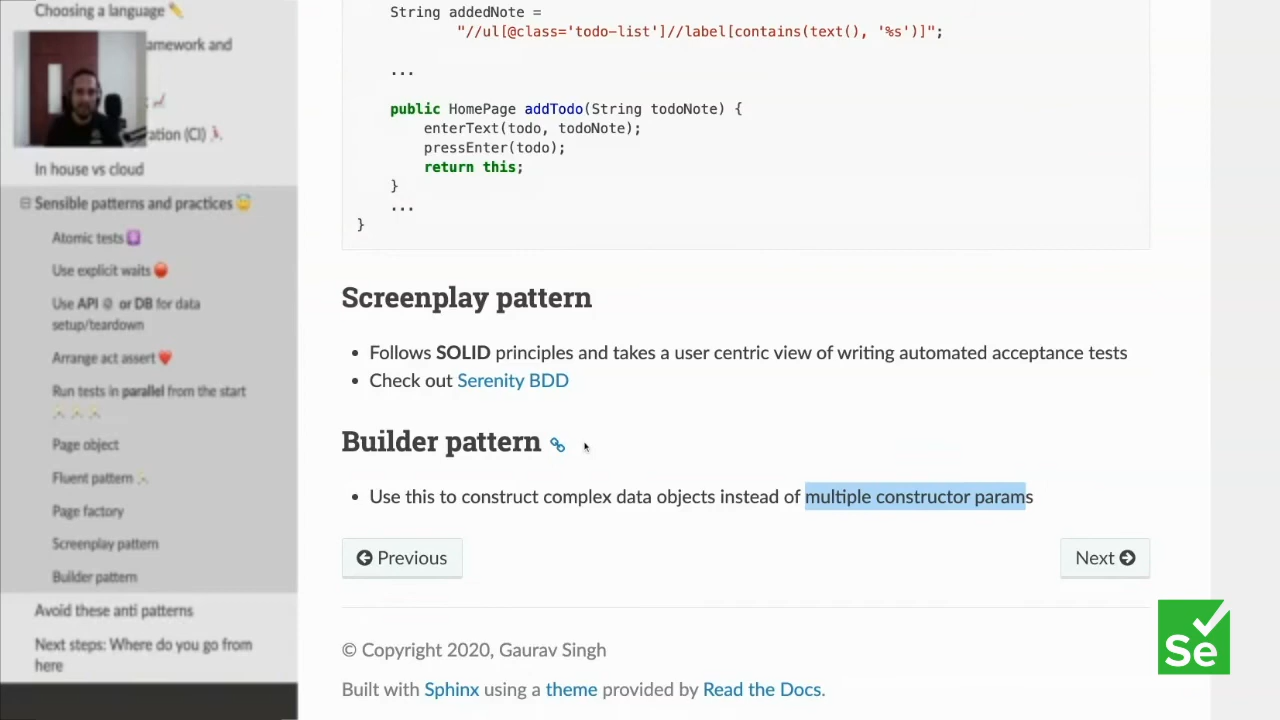 Choosing a language
amework and
ation (CI)
In house vs cloud
Sensible patterns and practices
Atomic tests
Use explicit waits
Use API or DB for data
setup/teardown
Arrange act assert
Run tests in parallel from the start
Page object
Fluent pattern
Page factory
Screenplay pattern
Builder pattern
Avoid these anti patterns
Next steps: Where do you go from
here
String addedNote =
"//ul[@class='todo-list']//label[contains(text(), '%s')]";
...
public HomePage addTodo(String todoNote) {
enterText(todo, todoNote);
pressEnter(todo);
return this;
}
...
}
Screenplay pattern
• Follows SOLID principles and takes a user centric view of writing automated acceptance tests
• Check out Serenity BDD
Builder pattern
• Use this to construct complex data objects instead of multiple constructor params
Previous
Next
© Copyright 2020, Gaurav Singh
Built with Sphinx using a theme provided by Read the Docs.
Se